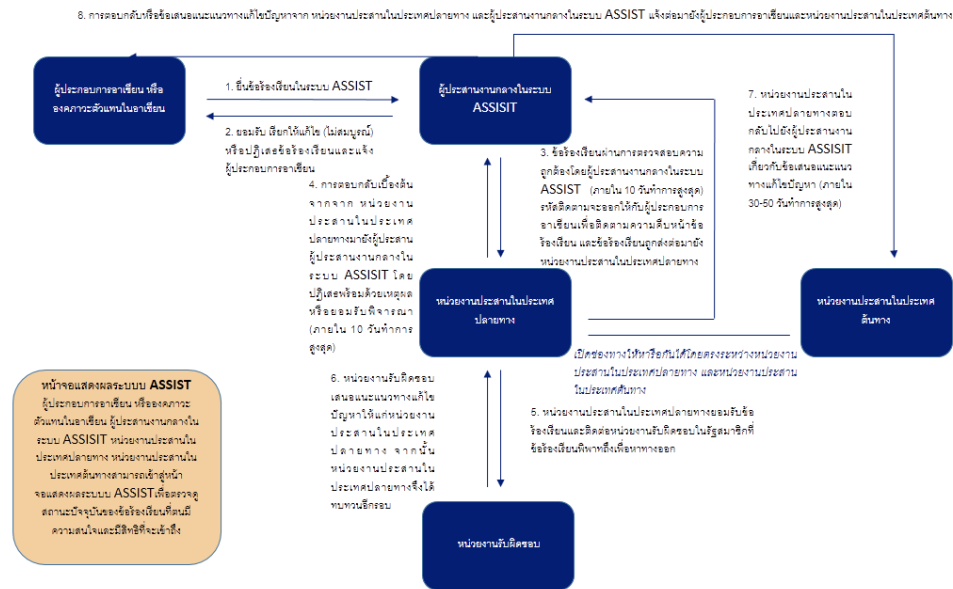 8. การตอบกลับหรือข้อเสนอแนะแนวทางแก้ไขปัญหาจาก หน่วยงานประสานในประเทศปลายทาง และผู้ประสานงานกลางในระบบ ASSIST แจ้งต่อมายังผู้ประกอบการอาเซียนและหน่วยงานประสานในประเทศต้นทาง
ผู้ประกอบการอาเซียน หรือ
องคภาวะตัวแทนในอาเซียน
1. ยื่นข้อร้องเรียนในระบบ ASSIST
2. ยอมรับ เรียกให้แก้ไข (ไม่สมบูรณ์)
หรือปฏิเสธข้อร้องเรียนและแจ้ง
ผู้ประกอบการอาเซียน
ผู้ประสานงานกลางในระบบ
ASSISIT
7. หน่วยงานประสานใน
ประเทศปลายทางตอบ
กลับไปยังผู้ประสานงาน
กลางในระบบ ASSISIT
เกี่ยวกับข้อเสนอแนะแนว
ทางแก้ไขปัญหา (ภายใน
30-50 วันทำการสูงสุด)
3. ข้อร้องเรียนผ่านการตรวจสอบความ
ถูกต้องโดยผู้ประสานงานกลางในระบบ
ASSIST (ภายใน 10 วันทำการสูงสุด)
รหัสติดตามจะออกให้กับผู้ประกอบการ
อาเซียนเพื่อติดตามความคืบหน้าข้อ
ร้องเรียน และข้อร้องเรียนถูกส่งต่อมายัง
หน่วยงานประสานในประเทศปลายทาง
4. การตอบกลับเบื้องต้น
จากจาก หน่วยงาน
ประสานในประเทศ
ปลายทางมายังผู้ประสาน
ผู้ประสานงานกลางใน
ระบบ ASSISIT โดย
ปฏิเสธพร้อมด้วยเหตุผล
หรือยอมรับพิจารณา
(ภายใน 10 วันทำการ
สูงสุด)
หน่วยงานประสานในประเทศ
ปลายทาง
หน่วยงานประสานในประเทศ
ต้นทาง
เปิดช่องทางให้หารือกันได้โดยตรงระหว่างหน่วยงาน
ประสานในประเทศปลายทาง และหน่วยงานประสาน
ในประเทศต้นทาง
5. หน่วยงานประสานในประเทศปลายทางยอมรับข้อ
ร้องเรียนและติดต่อหน่วยงานรับผิดชอบในรัฐสมาชิกที่
ข้อร้องเรียนพิพาทถึงเพื่อหาทางออก
6. หน่วยงานรับผิดชอบ
เสนอแนะแนวทางแก้ไข
ปัญหาให้แก่หน่วยงาน
ประสานในประเทศ
ปลายทาง จากนั้น
หน่วยงานประสานใน
ประเทศปลายทางจึงได้
ทบทวนอีกรอบ
หน้าจอแสดงผลระบบบ ASSIST
ผู้ประกอบการอาเซียน หรือองคภาวะ
ตัวแทนในอาเซียน ผู้ประสานงานกลางใน
ระบบ ASSISIT หน่วยงานประสานใน
ประเทศปลายทาง หน่วยงานประสานใน
ประเทศต้นทางสามารถเข้าสู่หน้า
จอแสดงผลระบบบ ASSISTเพื่อตรวจดู
สถานะปัจจุบันของข้อร้องเรียนที่ตนมี
ความสนใจและมีสิทธิที่จะเข้าถึง
หน่วยงานรับผิดชอบ